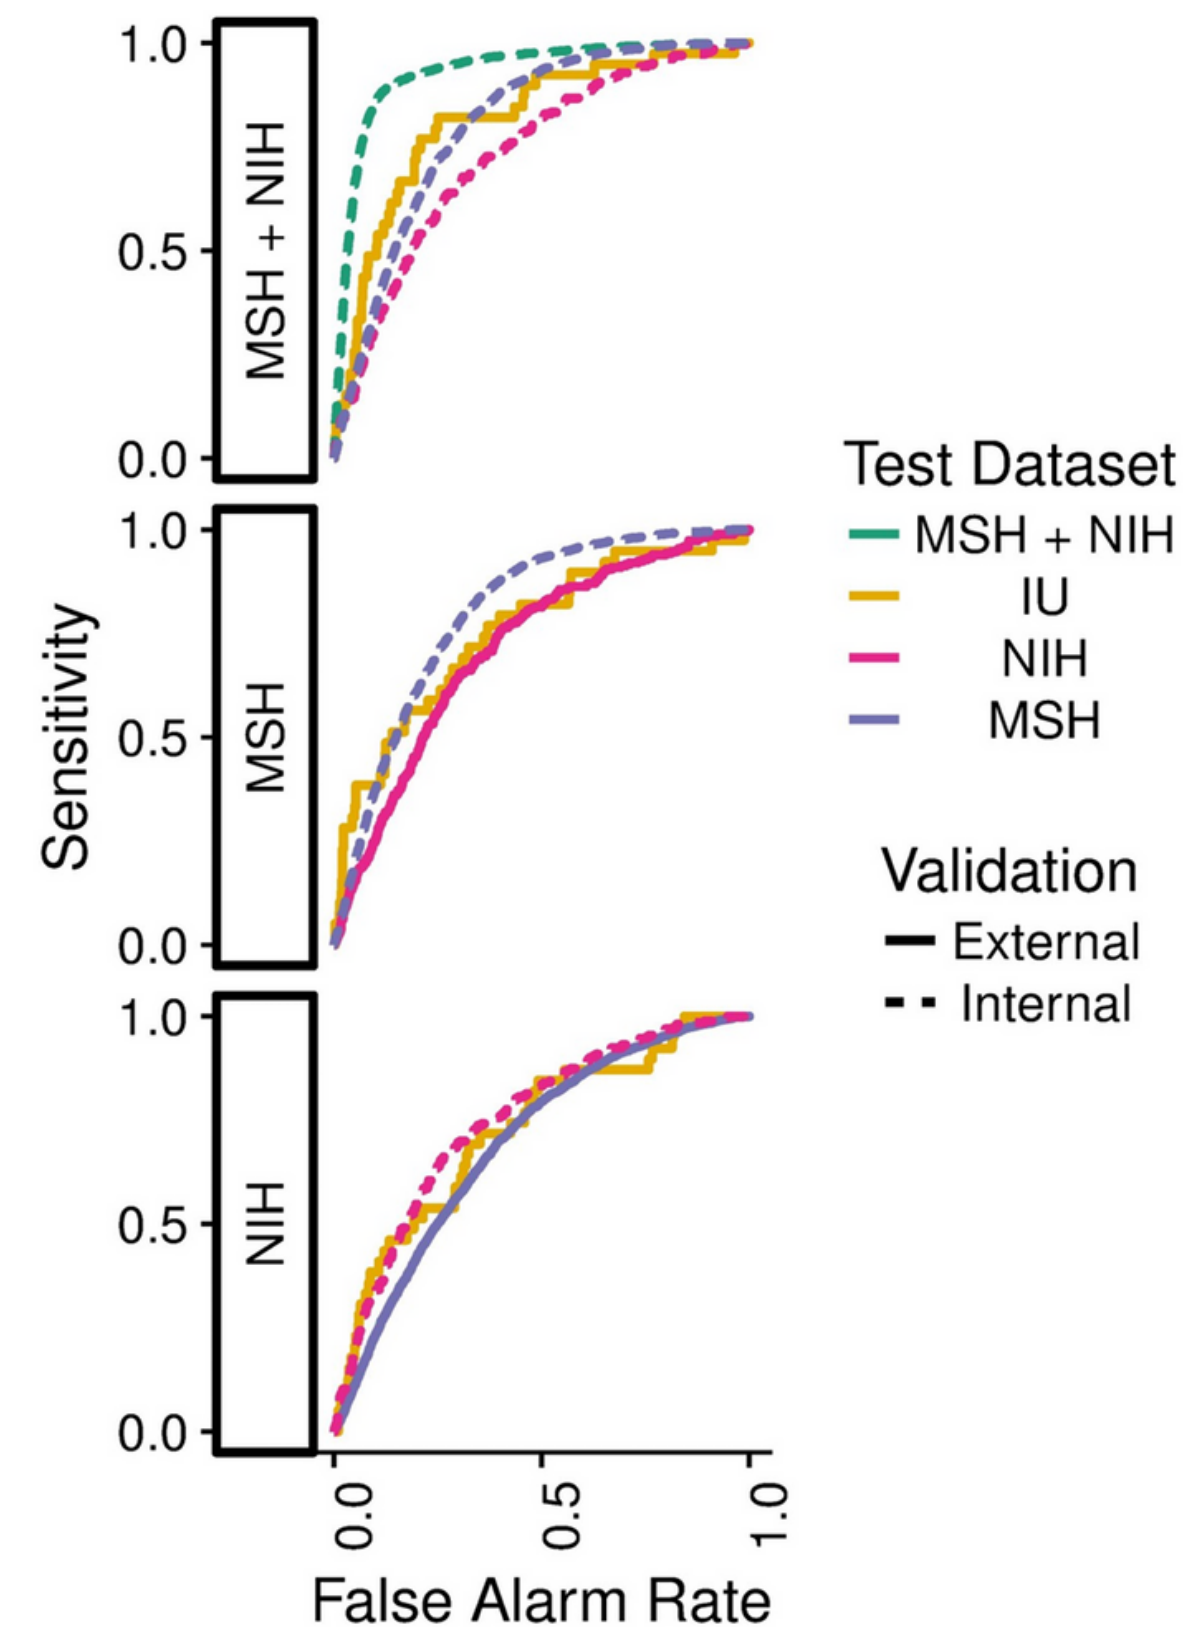 1.0
0.5
0.0
MSH + NIH
1.0
0.5
0.0
MSH
1.0
0.5
0.0
NIH
Sensitivity
0.0
0.5
1.0
False Alarm Rate
Test Dataset
MSH + NIH
IU
NIH
MSH
Validation
External
Internal